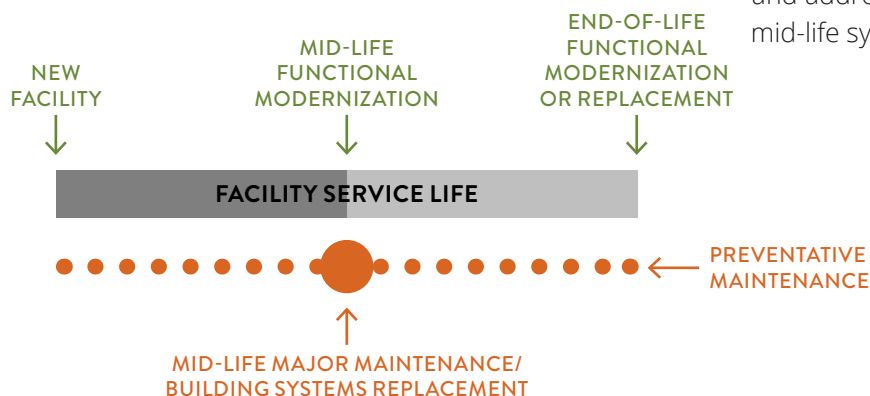 mid-life sy
NEW
FACILITY
MID-LIFE
FUNCTIONAL
MODERNIZATION
END-OF-LIFE
FUNCTIONAL
MODERNIZATION
OR REPLACEMENT
FACILITY SERVICE LIFE
PREVENTATIVE
MAINTENANCE
MID-LIFE MAJOR MAINTENANCE/
BUILDING SYSTEMS REPLACEMENT